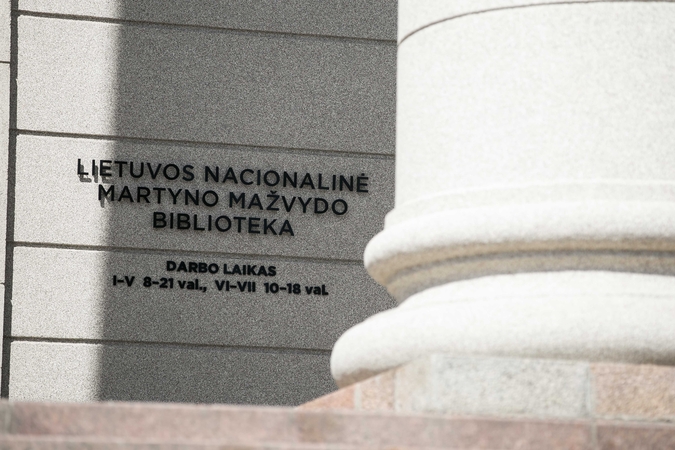 LIETUVOS NACIONALINĖ
MARTYNO MAŽVYDO
BIBLIOTEKA
DARBO LAIKAS
I-V 8-21 val., VI-VII 10-18 val.